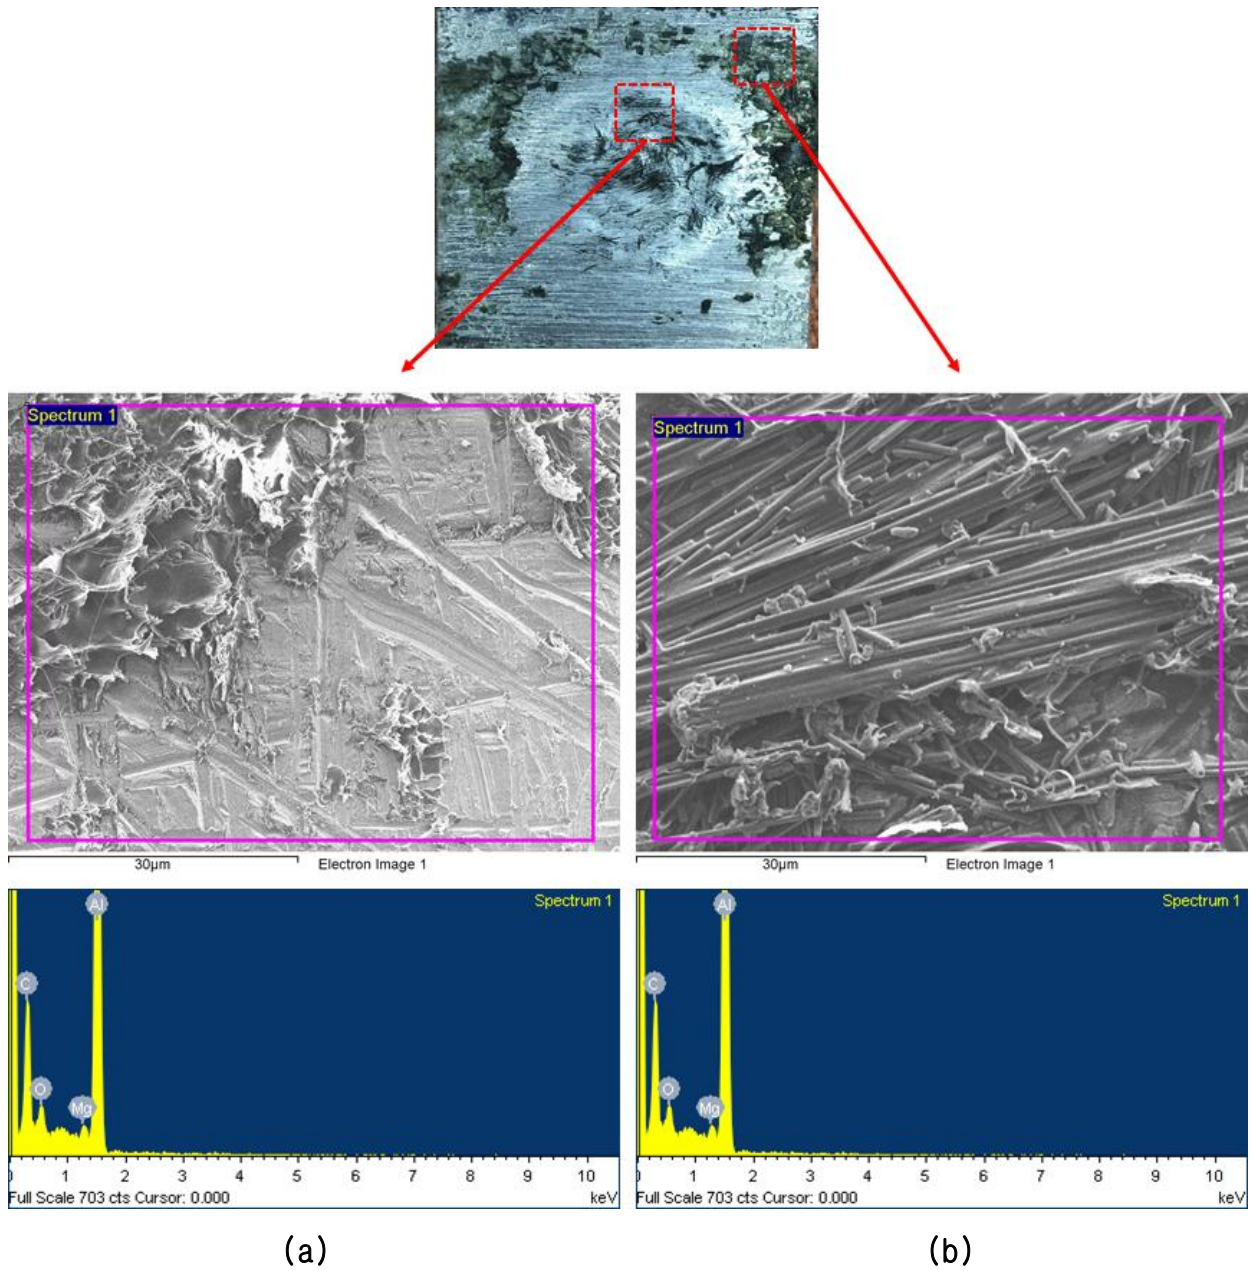 Spectrum 1
Spectrum 1
30µm Electron Image 1
30µm Electron Image 1
Spectrum 1
Al
C
O
Mg
1 2 3 4 5 6 7 8 9 10
Full Scale 703 cts Cursor: 0.000 keV
Spectrum 1
Al
C
O
Mg
1 2 3 4 5 6 7 8 9 10
Full Scale 703 cts Cursor: 0.000 keV
(a)
(b)